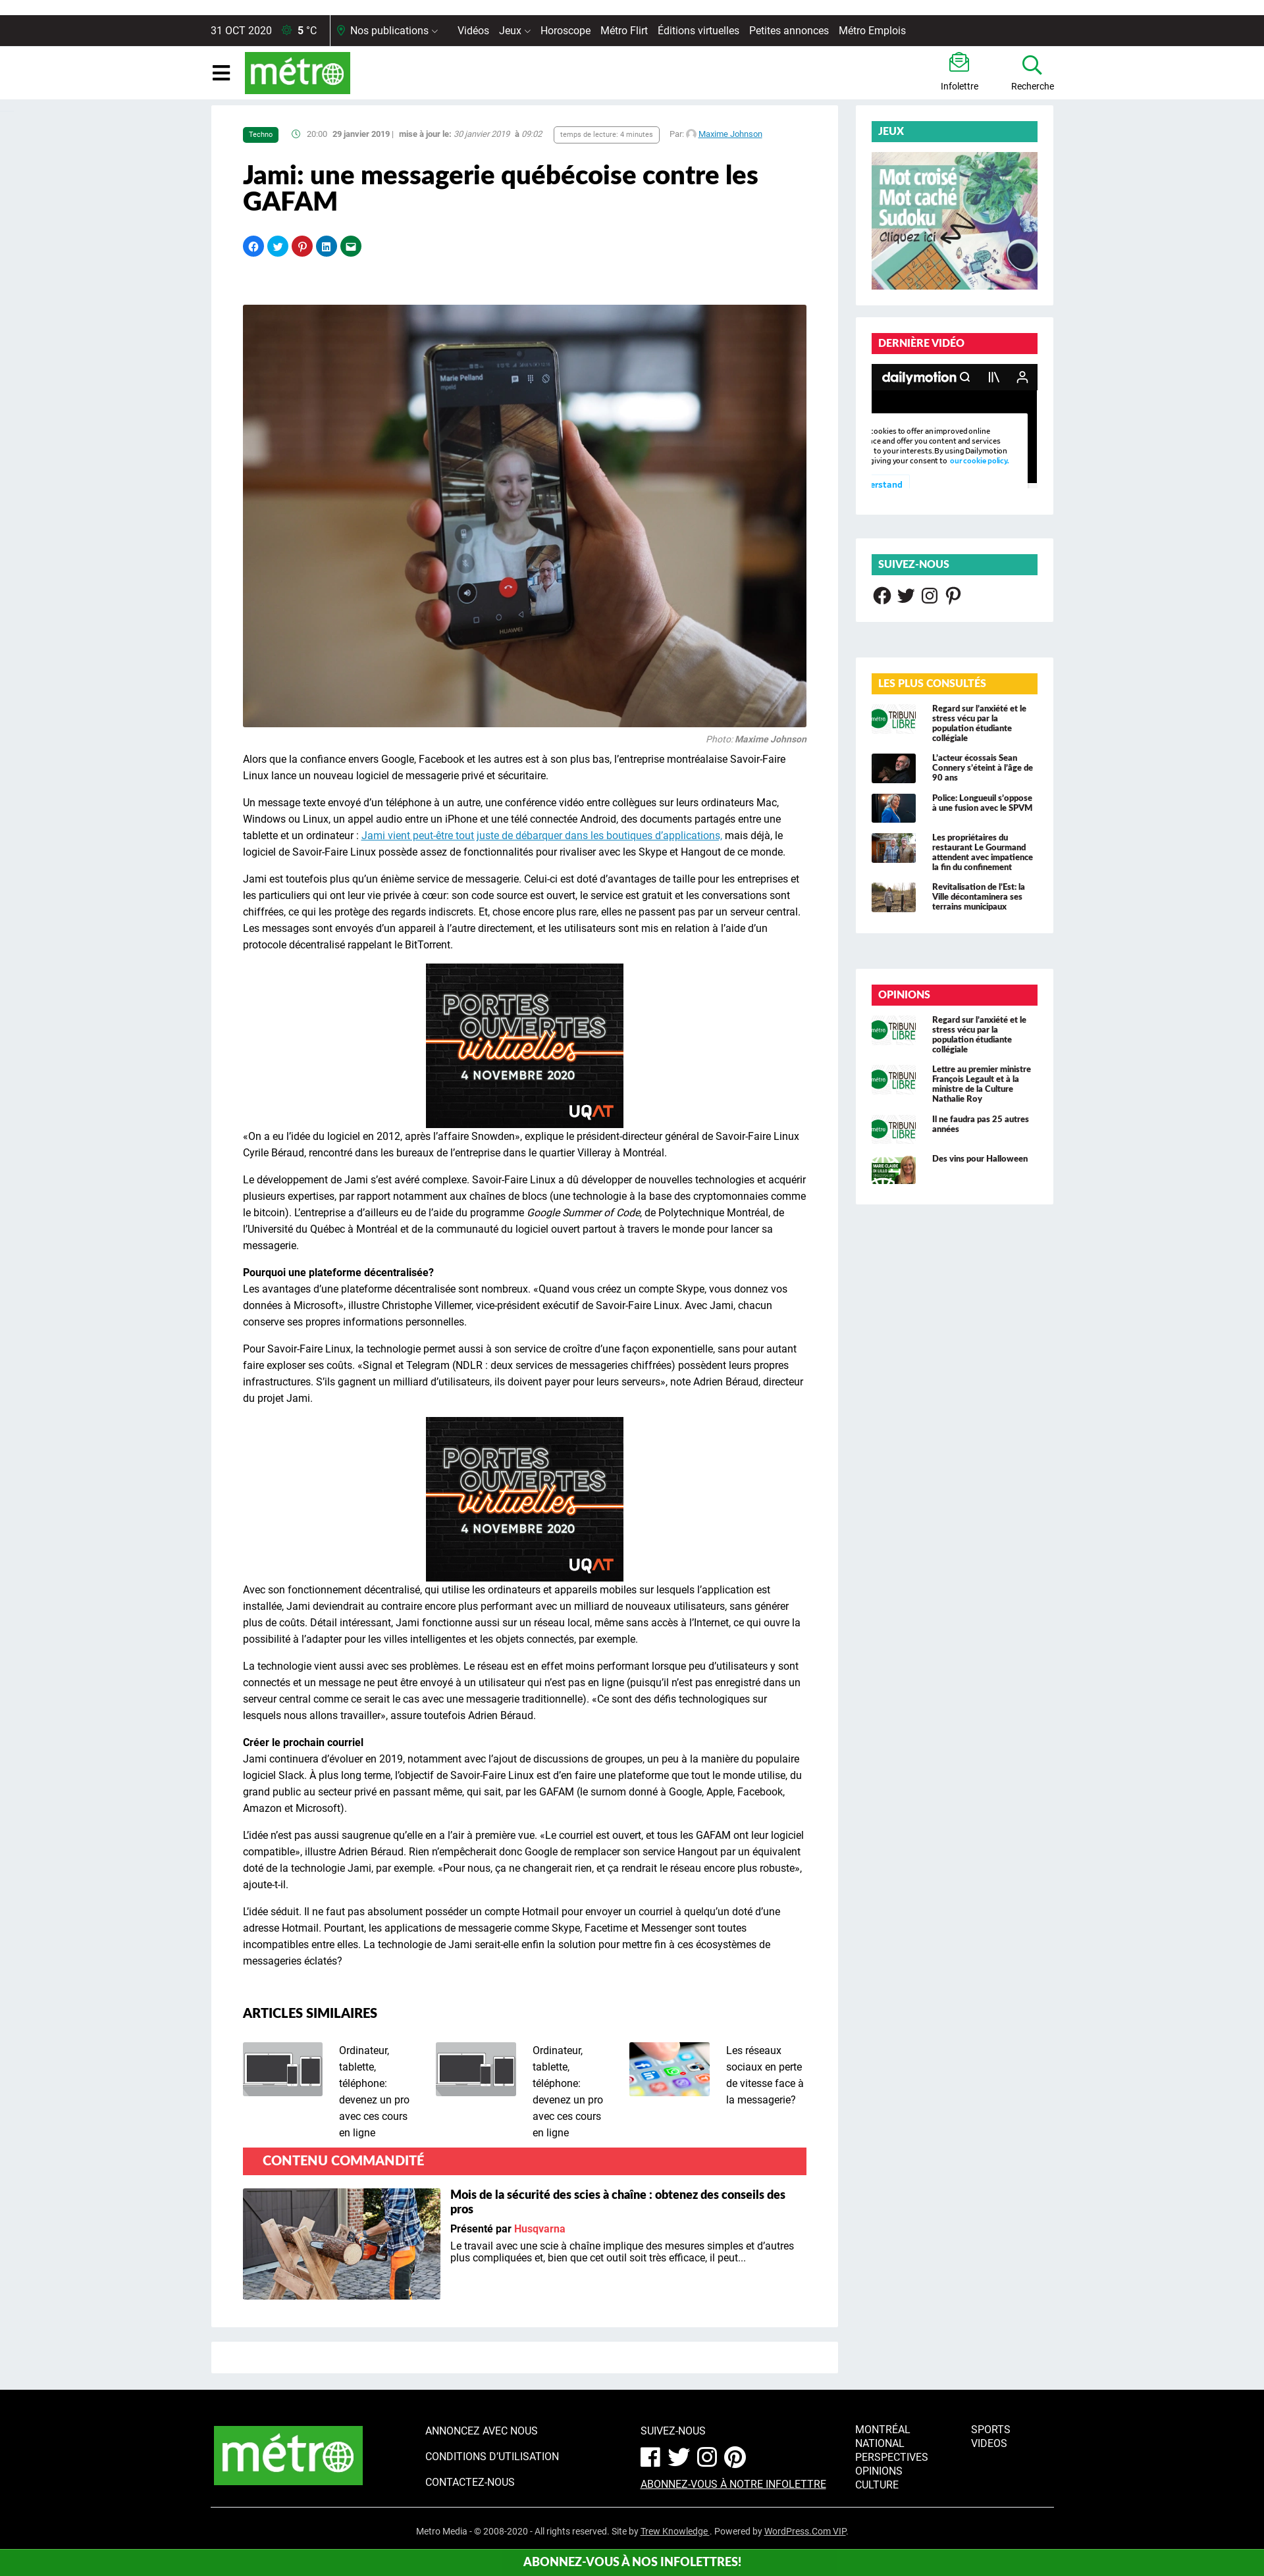 31 OCT 2020 5 °C Nos publications Vidéos Jeux Horoscope Métro Flirt Éditions virtuelles Petites annonces Métro Emplois
métro
Infolettre
Recherche
Techno 20:00 29 janvier 2019 | mise à jour le: 30 janvier 2019 à 09:02 temps de lecture: 4 minutes Par: Maxime Johnson
Jami: une messagerie québécoise contre les
GAFAM
Marie Pelland
HUAWEI
Photo: Maxime Johnson
Alors que la confiance envers Google, Facebook et les autres est à son plus bas, l’entreprise montréalaise Savoir-Faire
Linux lance un nouveau logiciel de messagerie privé et sécuritaire.
Un message texte envoyé d’un téléphone à un autre, une conférence vidéo entre collègues sur leurs ordinateurs Mac,
Windows ou Linux, un appel audio entre un iPhone et une télé connectée Android, des documents partagés entre une
tablette et un ordinateur : Jami vient peut-être tout juste de débarquer dans les boutiques d’applications, mais déjà, le
logiciel de Savoir-Faire Linux possède assez de fonctionnalités pour rivaliser avec les Skype et Hangout de ce monde.
Jami est toutefois plus qu’un énième service de messagerie. Celui-ci est doté d’avantages de taille pour les entreprises et
les particuliers qui ont leur vie privée à cœur: son code source est ouvert, le service est gratuit et les conversations sont
chiffrées, ce qui les protège des regards indiscrets. Et, chose encore plus rare, elles ne passent pas par un serveur central.
Les messages sont envoyés d’un appareil à l’autre directement, et les utilisateurs sont mis en relation à l’aide d’un
protocole décentralisé rappelant le BitTorrent.
PORTES
OUVERTES
virtuelles
4 NOVEMBRE 2020
UQAT
«On a eu l’idée du logiciel en 2012, après l’affaire Snowden», explique le président-directeur général de Savoir-Faire Linux
Cyrile Béraud, rencontré dans les bureaux de l’entreprise dans le quartier Villeray à Montréal.
Le développement de Jami s’est avéré complexe. Savoir-Faire Linux a dû développer de nouvelles technologies et acquérir
plusieurs expertises, par rapport notamment aux chaînes de blocs (une technologie à la base des cryptomonnaies comme
le bitcoin). L’entreprise a d’ailleurs eu de l’aide du programme Google Summer of Code, de Polytechnique Montréal, de
l’Université du Québec à Montréal et de la communauté du logiciel ouvert partout à travers le monde pour lancer sa
messagerie.
Pourquoi une plateforme décentralisée?
Les avantages d’une plateforme décentralisée sont nombreux. «Quand vous créez un compte Skype, vous donnez vos
données à Microsoft», illustre Christophe Villemer, vice-président exécutif de Savoir-Faire Linux. Avec Jami, chacun
conserve ses propres informations personnelles.
Pour Savoir-Faire Linux, la technologie permet aussi à son service de croître d’une façon exponentielle, sans pour autant
faire exploser ses coûts. «Signal et Telegram (NDLR : deux services de messageries chiffrées) possèdent leurs propres
infrastructures. S’ils gagnent un milliard d’utilisateurs, ils doivent payer pour leurs serveurs», note Adrien Béraud, directeur
du projet Jami.
PORTES
OUVERTES
virtuelles
4 NOVEMBRE 2020
UQAT
Avec son fonctionnement décentralisé, qui utilise les ordinateurs et appareils mobiles sur lesquels l’application est
installée, Jami deviendrait au contraire encore plus performant avec un milliard de nouveaux utilisateurs, sans générer
plus de coûts. Détail intéressant, Jami fonctionne aussi sur un réseau local, même sans accès à l’Internet, ce qui ouvre la
possibilité à l’adapter pour les villes intelligentes et les objets connectés, par exemple.
La technologie vient aussi avec ses problèmes. Le réseau est en effet moins performant lorsque peu d’utilisateurs y sont
connectés et un message ne peut être envoyé à un utilisateur qui n’est pas en ligne (puisqu’il n’est pas enregistré dans un
serveur central comme ce serait le cas avec une messagerie traditionnelle). «Ce sont des défis technologiques sur
lesquels nous allons travailler», assure toutefois Adrien Béraud.
Créer le prochain courriel
Jami continuera d’évoluer en 2019, notamment avec l’ajout de discussions de groupes, un peu à la manière du populaire
logiciel Slack. À plus long terme, l’objectif de Savoir-Faire Linux est d’en faire une plateforme que tout le monde utilise, du
grand public au secteur privé en passant même, qui sait, par les GAFAM (le surnom donné à Google, Apple, Facebook,
Amazon et Microsoft).
L’idée n’est pas aussi saugrenue qu’elle en a l’air à première vue. «Le courriel est ouvert, et tous les GAFAM ont leur logiciel
compatible», illustre Adrien Béraud. Rien n’empêcherait donc Google de remplacer son service Hangout par un équivalent
doté de la technologie Jami, par exemple. «Pour nous, ça ne changerait rien, et ça rendrait le réseau encore plus robuste»,
ajoute-t-il.
L’idée séduit. Il ne faut pas absolument posséder un compte Hotmail pour envoyer un courriel à quelqu’un doté d’une
adresse Hotmail. Pourtant, les applications de messagerie comme Skype, Facetime et Messenger sont toutes
incompatibles entre elles. La technologie de Jami serait-elle enfin la solution pour mettre fin à ces écosystèmes de
messageries éclatés?
ARTICLES SIMILAIRES
Ordinateur,
tablette,
téléphone:
devenez un pro
avec ces cours
en ligne
Ordinateur,
tablette,
téléphone:
devenez un pro
avec ces cours
en ligne
Les réseaux
sociaux en perte
de vitesse face à
la messagerie?
CONTENU COMMANDITÉ
Mois de la sécurité des scies à chaîne : obtenez des conseils des
pros
Présenté par Husqvarna
Le travail avec une scie à chaîne implique des mesures simples et d’autres
plus compliquées et, bien que cet outil soit très efficace, il peut...
JEUX
Mot croisé
Mot caché
Sudoku
Cliquez ici
DERNIÈRE VIDÉO
dailymotion
cookies to offer an improved online
ce and offer you content and services
to your interests. By using Dailymotion
giving your consent to our cookie policy.
erstand
SUIVEZ-NOUS
LES PLUS CONSULTÉS
métro TRIBUNE
LIBRE
Regard sur l’anxiété et le
stress vécu par la
population étudiante
collégiale
L’acteur écossais Sean
Connery s’éteint à l’âge de
90 ans
Police: Longueuil s’oppose
à une fusion avec le SPVM
Les propriétaires du
restaurant Le Gourmand
attendent avec impatience
la fin du confinement
Revitalisation de l’Est: la
Ville décontaminera ses
terrains municipaux
OPINIONS
métro TRIBUNE
LIBRE
Regard sur l’anxiété et le
stress vécu par la
population étudiante
collégiale
métro TRIBUNE
LIBRE
Lettre au premier ministre
François Legault et à la
ministre de la Culture
Nathalie Roy
métro TRIBUNE
LIBRE
Il ne faudra pas 25 autres
années
Des vins pour Halloween
métro
ANNONCEZ AVEC NOUS
CONDITIONS D’UTILISATION
CONTACTEZ-NOUS
SUIVEZ-NOUS
ABONNEZ-VOUS À NOTRE INFOLETTRE
MONTRÉAL
NATIONAL
PERSPECTIVES
OPINIONS
CULTURE
SPORTS
VIDEOS
Metro Media - © 2008-2020 - All rights reserved. Site by Trew Knowledge . Powered by WordPress.Com VIP.
ABONNEZ-VOUS À NOS INFOLETTRES!